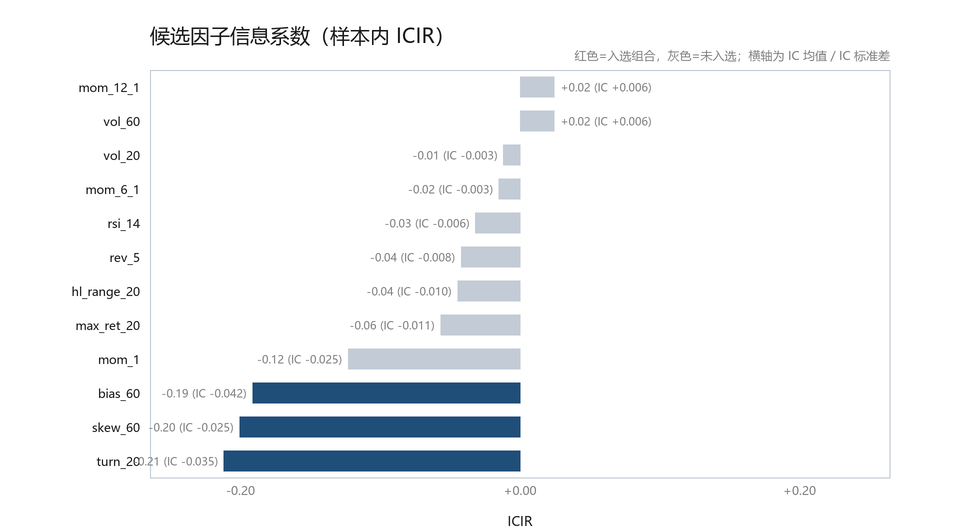 候选因子信息系数（样本内 ICIR）
红色=入选组合，灰色=未入选；横轴为 IC 均值 / IC 标准差
mom_12_1 +0.02 (IC +0.006)
vol_60 +0.02 (IC +0.006)
vol_20 -0.01 (IC -0.003)
mom_6_1 -0.02 (IC -0.003)
rsi_14 -0.03 (IC -0.006)
rev_5 -0.04 (IC -0.008)
hl_range_20 -0.04 (IC -0.010)
max_ret_20 -0.06 (IC -0.011)
mom_1 -0.12 (IC -0.025)
bias_60 -0.19 (IC -0.042)
skew_60 -0.20 (IC -0.025)
turn_20 -0.21 (IC -0.035)
-0.20 +0.00 +0.20
ICIR